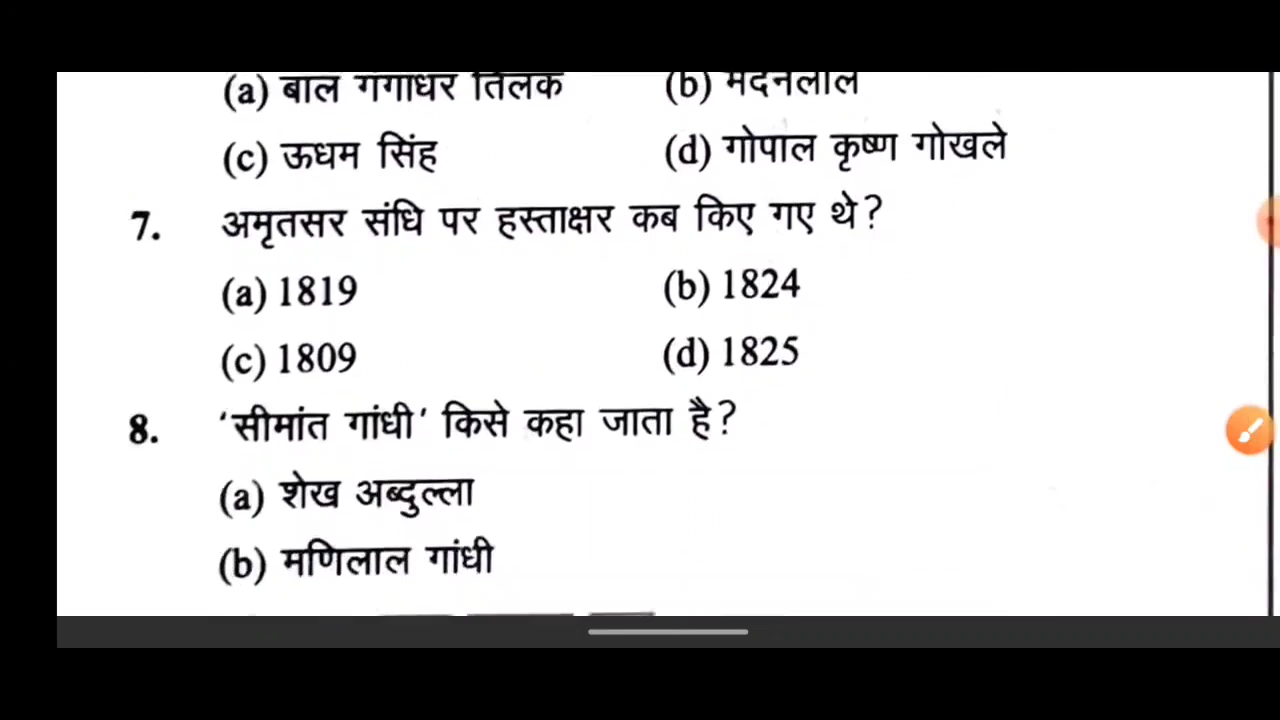 (a) बाल गंगाधर तिलक (b) मदनलाल
(c) ऊधम सिंह (d) गोपाल कृष्ण गोखले
7. अमृतसर संधि पर हस्ताक्षर कब किए गए थे?
(a) 1819 (b) 1824
(c) 1809 (d) 1825
8. 'सीमांत गांधी' किसे कहा जाता है?
(a) शेख अब्दुल्ला
(b) मणिलाल गांधी